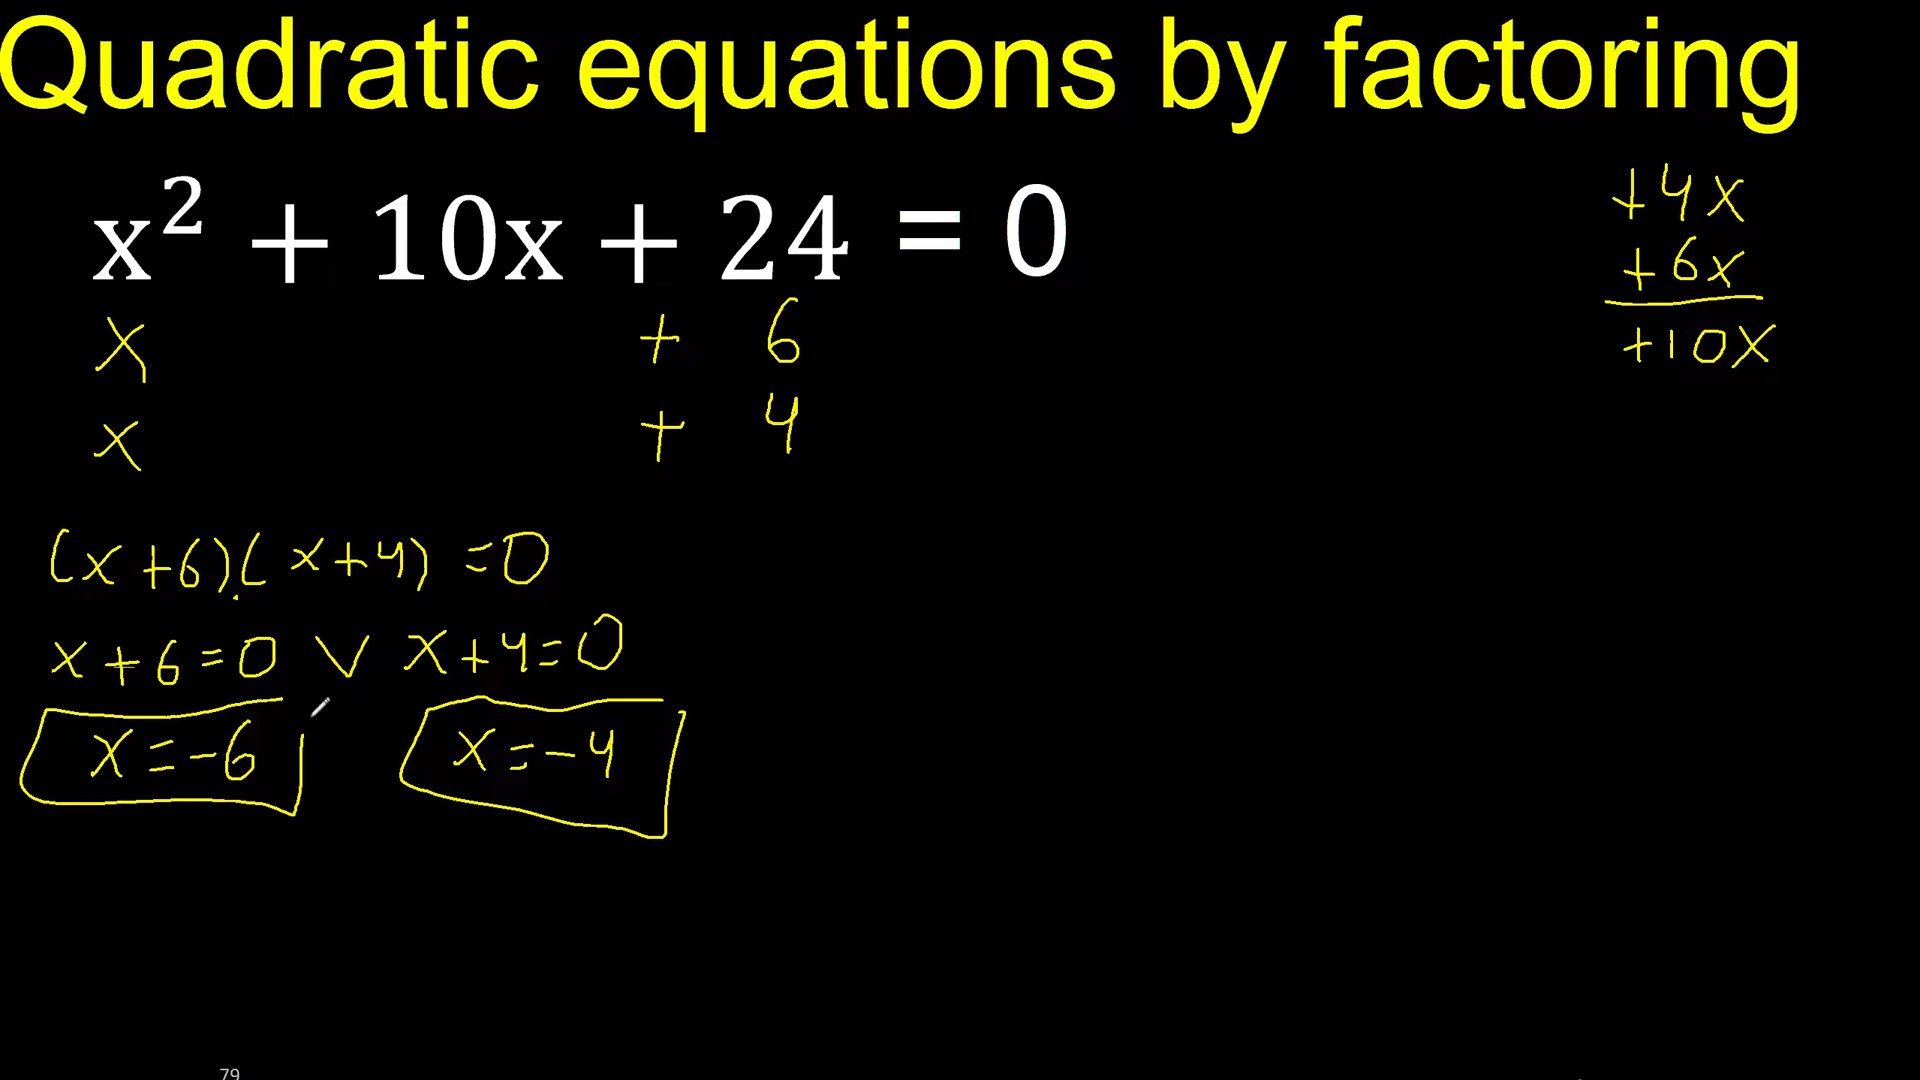 Quadratic equations by factoring
x² + 10x + 24 = 0
x + 6
x + 4
+4x
+6x
+10x
(x+6).(x+4) =0
x+6=0 ∨ x+4=0
x=-6 x=-4
79